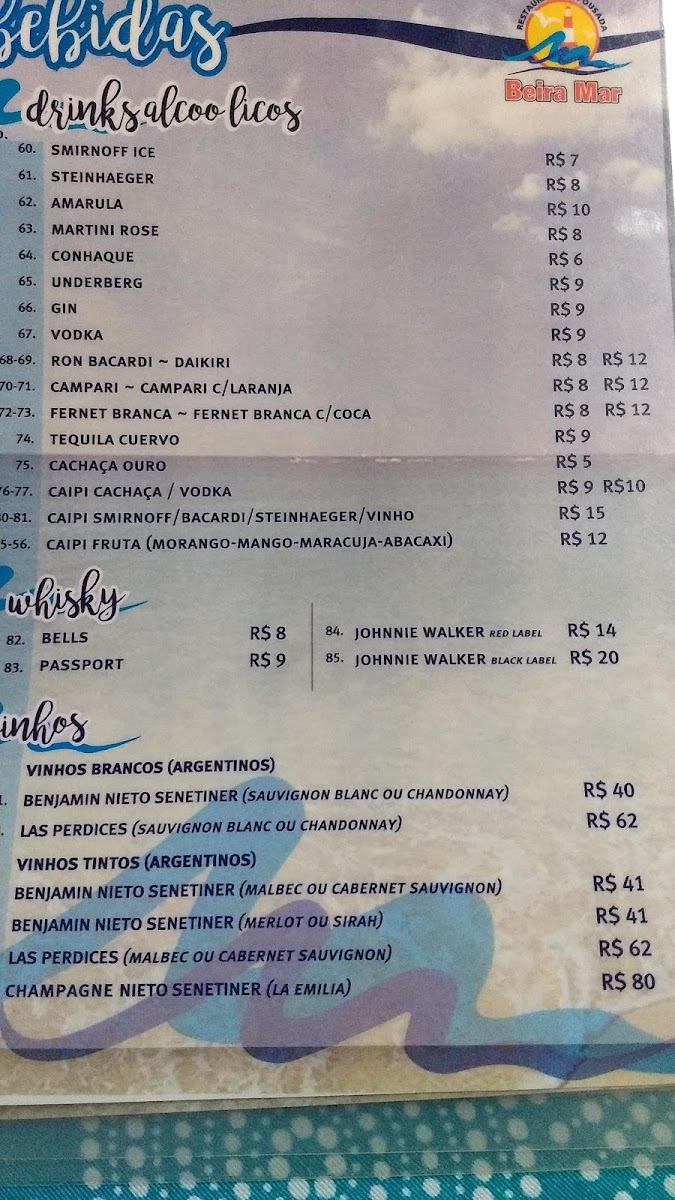 Bebidas
RESTAURANTE POUSADA
Beira Mar
drinks alcoolicos
60. SMIRNOFF ICE R$ 7
61. STEINHAEGER R$ 8
62. AMARULA R$ 10
63. MARTINI ROSE R$ 8
64. CONHAQUE R$ 6
65. UNDERBERG R$ 9
66. GIN R$ 9
67. VODKA R$ 9
68-69. RON BACARDI ~ DAIKIRI R$ 8 R$ 12
70-71. CAMPARI ~ CAMPARI C/LARANJA R$ 8 R$ 12
72-73. FERNET BRANCA ~ FERNET BRANCA C/COCA R$ 8 R$ 12
74. TEQUILA CUERVO R$ 9
75. CACHAÇA OURO R$ 5
76-77. CAIPI CACHAÇA / VODKA R$ 9 R$10
0-81. CAIPI SMIRNOFF/BACARDI/STEINHAEGER/VINHO R$ 15
5-56. CAIPI FRUTA (MORANGO-MANGO-MARACUJA-ABACAXI) R$ 12
whisky
82. BELLS R$ 8 84. JOHNNIE WALKER RED LABEL R$ 14
83. PASSPORT R$ 9 85. JOHNNIE WALKER BLACK LABEL R$ 20
inhos
VINHOS BRANCOS (ARGENTINOS)
. BENJAMIN NIETO SENETINER (SAUVIGNON BLANC OU CHANDONNAY) R$ 40
. LAS PERDICES (SAUVIGNON BLANC OU CHANDONNAY) R$ 62
VINHOS TINTOS (ARGENTINOS)
BENJAMIN NIETO SENETINER (MALBEC OU CABERNET SAUVIGNON) R$ 41
BENJAMIN NIETO SENETINER (MERLOT OU SIRAH) R$ 41
LAS PERDICES (MALBEC OU CABERNET SAUVIGNON) R$ 62
CHAMPAGNE NIETO SENETINER (LA EMILIA) R$ 80